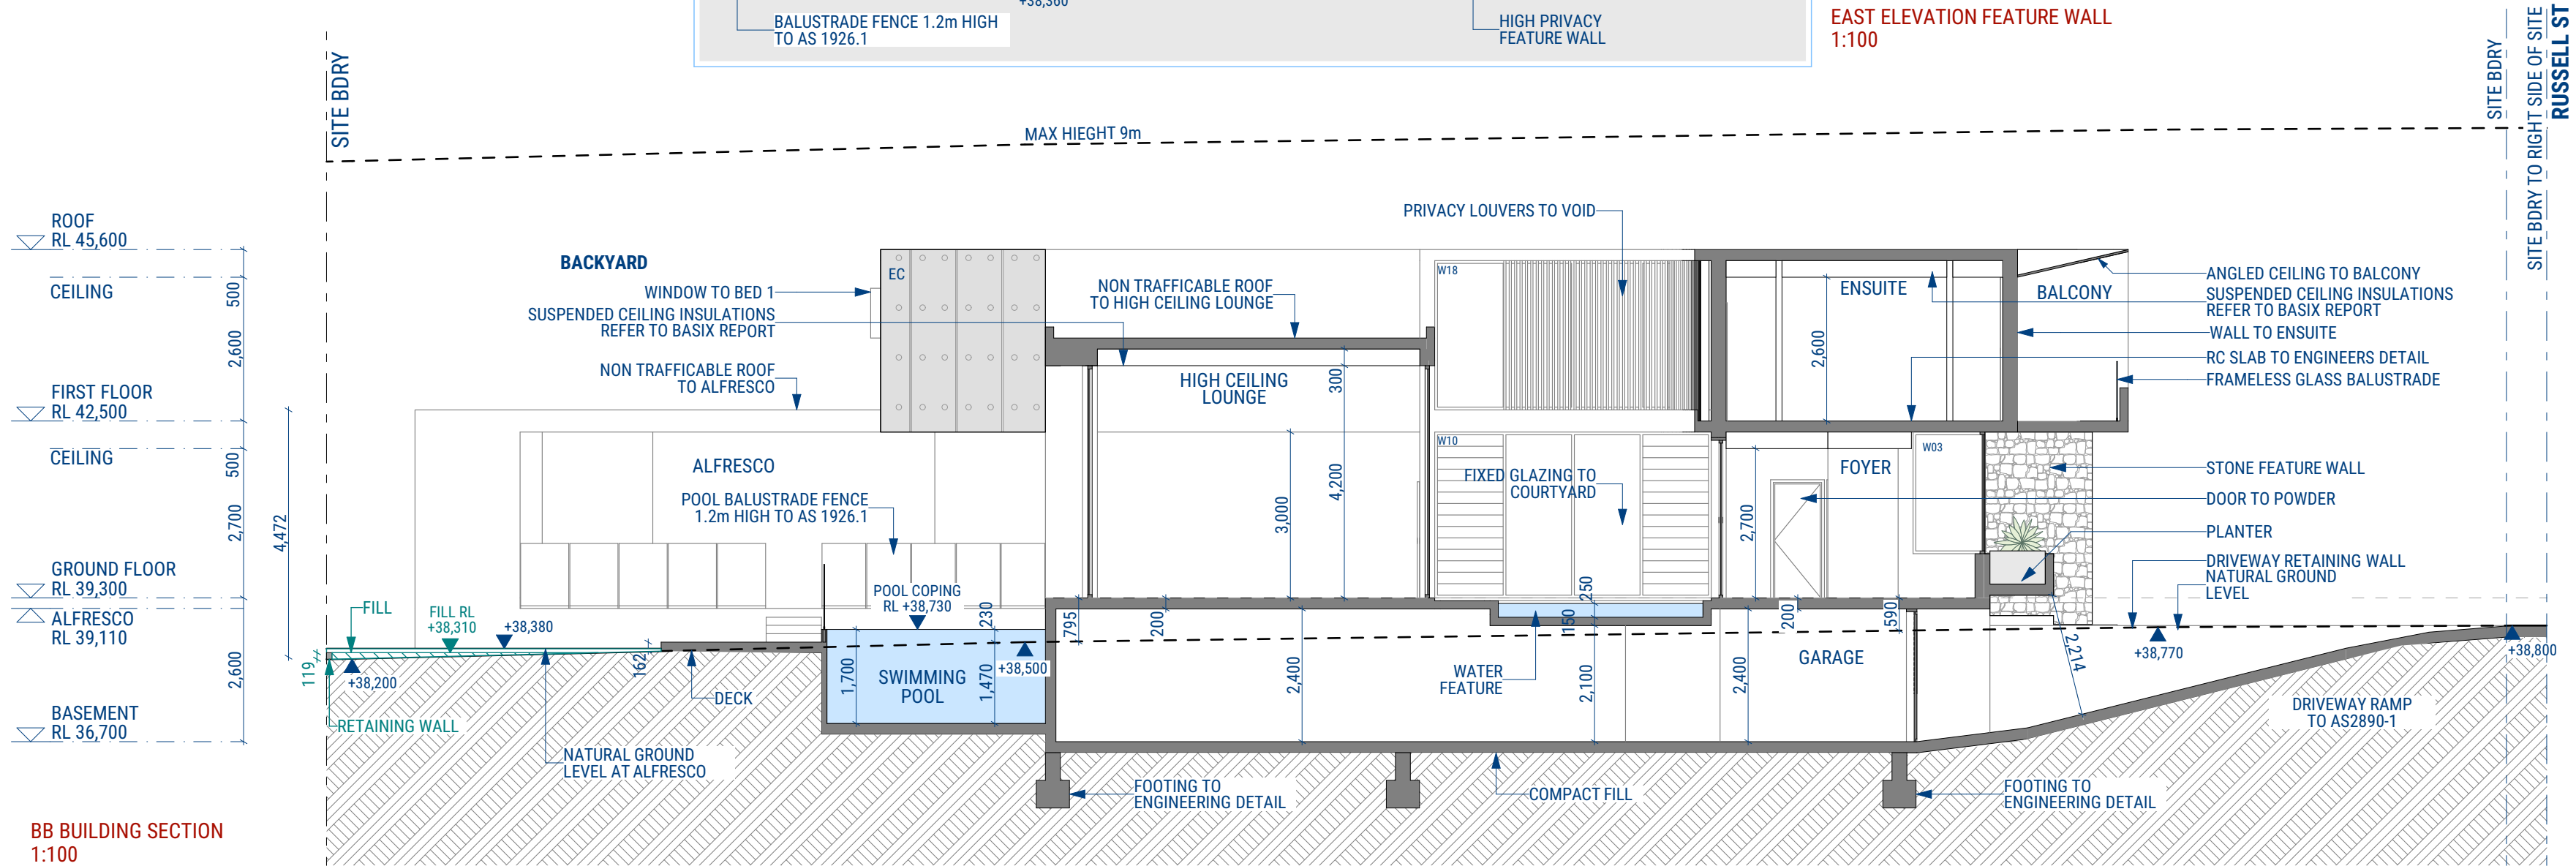 +38,360
BALUSTRADE FENCE 1.2m HIGH
TO AS 1926.1
HIGH PRIVACY
FEATURE WALL
EAST ELEVATION FEATURE WALL
1:100
SITE BDRY
MAX HIEGHT 9m
SITE BDRY
SITE BDRY TO RIGHT SIDE OF SITE
RUSSELL ST
ROOF
RL 45,600
CEILING
FIRST FLOOR
RL 42,500
CEILING
GROUND FLOOR
RL 39,300
ALFRESCO
RL 39,110
BASEMENT
RL 36,700
500
2,600
500
2,700
2,600
4,472
119
BACKYARD
WINDOW TO BED 1
SUSPENDED CEILING INSULATIONS
REFER TO BASIX REPORT
NON TRAFFICABLE ROOF
TO ALFRESCO
EC
NON TRAFFICABLE ROOF
TO HIGH CEILING LOUNGE
PRIVACY LOUVERS TO VOID
W18
HIGH CEILING
LOUNGE
300
4,200
3,000
ENSUITE
2,600
BALCONY
ANGLED CEILING TO BALCONY
SUSPENDED CEILING INSULATIONS
REFER TO BASIX REPORT
WALL TO ENSUITE
RC SLAB TO ENGINEERS DETAIL
FRAMELESS GLASS BALUSTRADE
ALFRESCO
POOL BALUSTRADE FENCE
1.2m HIGH TO AS 1926.1
W10
FIXED GLAZING TO
COURTYARD
250
150
2,700
FOYER
W03
STONE FEATURE WALL
DOOR TO POWDER
PLANTER
DRIVEWAY RETAINING WALL
NATURAL GROUND
LEVEL
FILL
FILL RL
+38,310
+38,380
+38,200
RETAINING WALL
162
DECK
NATURAL GROUND
LEVEL AT ALFRESCO
POOL COPING
RL +38,730
230
1,700
SWIMMING
POOL
1,470
+38,500
795
200
2,400
WATER
FEATURE
2,100
200
590
2,400
GARAGE
2,214
+38,770
+38,800
DRIVEWAY RAMP
TO AS2890-1
FOOTING TO
ENGINEERING DETAIL
COMPACT FILL
FOOTING TO
ENGINEERING DETAIL
BB BUILDING SECTION
1:100